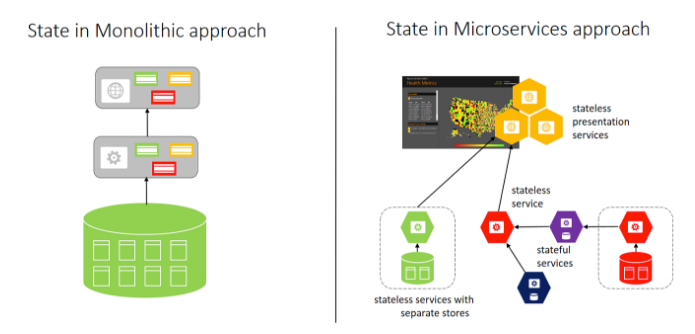 State in Monolithic approach
State in Microservices approach
Health Metrics
stateless
presentation
services
stateless
service
stateful
services
stateless services with
separate stores